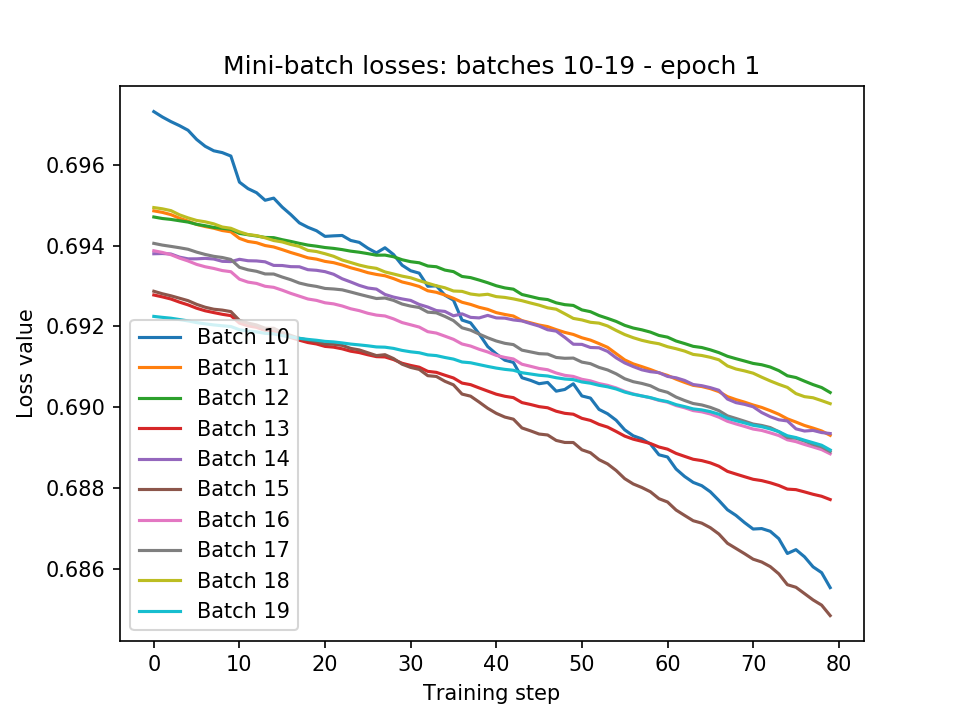 Mini-batch losses: batches 10-19 - epoch 1
Loss value
0.696
0.694
0.692
0.690
0.688
0.686
Batch 10
Batch 11
Batch 12
Batch 13
Batch 14
Batch 15
Batch 16
Batch 17
Batch 18
Batch 19
0 10 20 30 40 50 60 70 80
Training step